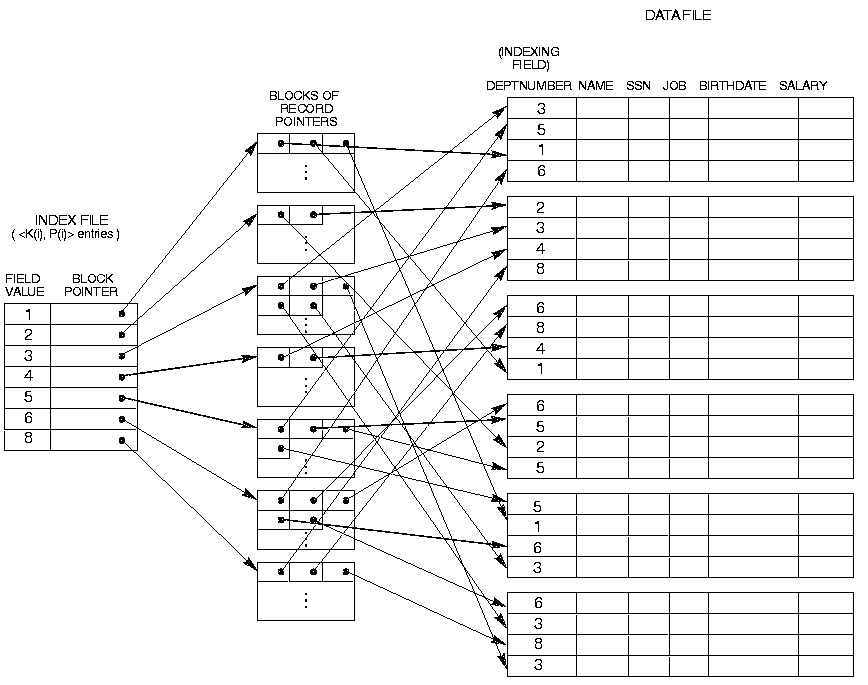 DATAFILE
(INDEXING
FIELD)
DEPTNUMBER NAME SSN JOB BIRTHDATE SALARY
BLOCKS OF
RECORD
POINTERS
INDEX FILE
( <K(i), P(i)> entries )
FIELD
VALUE
BLOCK
POINTER
1
2
3
4
5
6
8
3
5
1
6
2
3
4
8
6
8
4
1
6
5
2
5
5
1
6
3
6
3
8
3